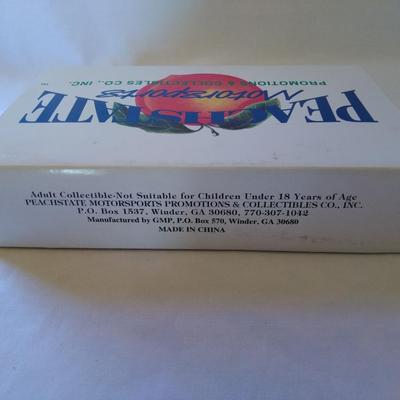 PEACHSTATE
Motorsports
PROMOTIONS & COLLECTIBLES CO., INC.
TM
Adult Collectible-Not Suitable for Children Under 18 Years of Age
PEACHSTATE MOTORSPORTS PROMOTIONS & COLLECTIBLES CO., INC.
P.O. Box 1537, Winder, GA 30680, 770-307-1042
Manufactured by GMP, P.O. Box 570, Winder, GA 30680
MADE IN CHINA